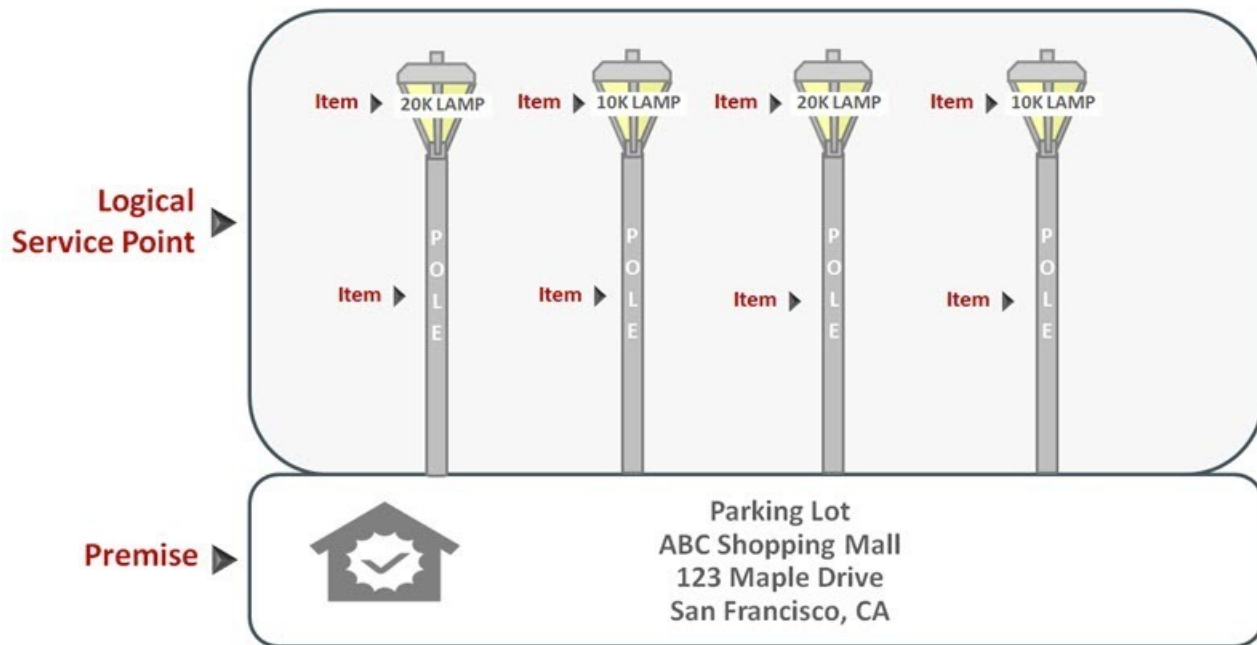 Item
20K LAMP
Item
10K LAMP
Item
20K LAMP
Item
10K LAMP
Logical
Service Point
POLE
POLE
POLE
POLE
Item
Item
Item
Item
Premise
Parking Lot
ABC Shopping Mall
123 Maple Drive
San Francisco, CA